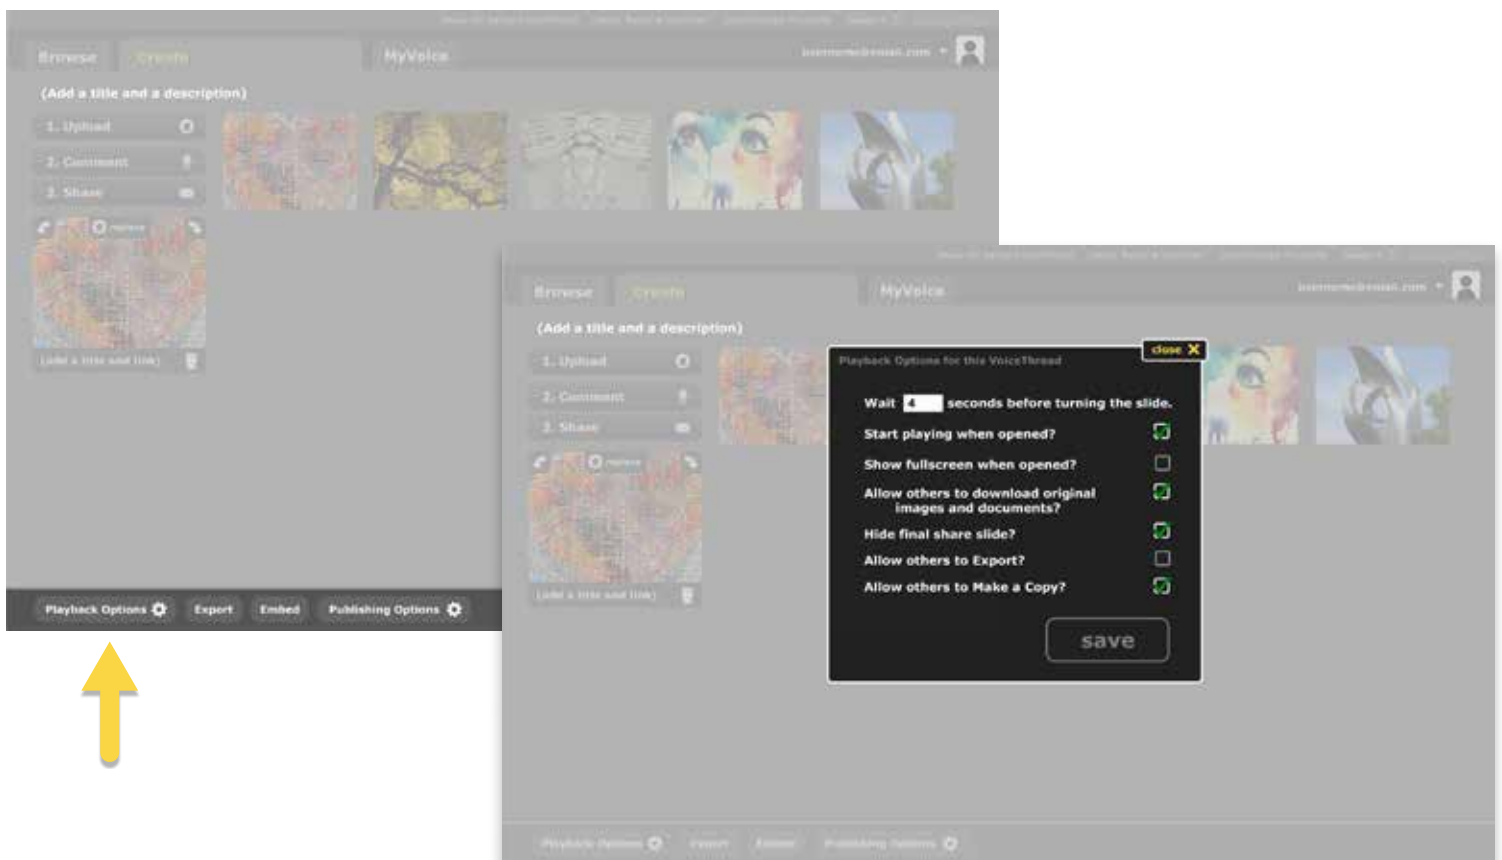 Browse
Create
MyVoice
(Add a title and a description)
1. Upload
2. Comment
3. Share
replace
(add a title and link)
Playback Options
Export
Embed
Publishing Options
Browse
Create
MyVoice
(Add a title and a description)
1. Upload
2. Comment
3. Share
replace
(add a title and link)
close X
Playback Options for this VoiceThread
Wait 4 seconds before turning the slide.
Start playing when opened?
Show fullscreen when opened?
Allow others to download original
images and documents?
Hide final share slide?
Allow others to Export?
Allow others to Make a Copy?
save
Playback Options
Export
Embed
Publishing Options